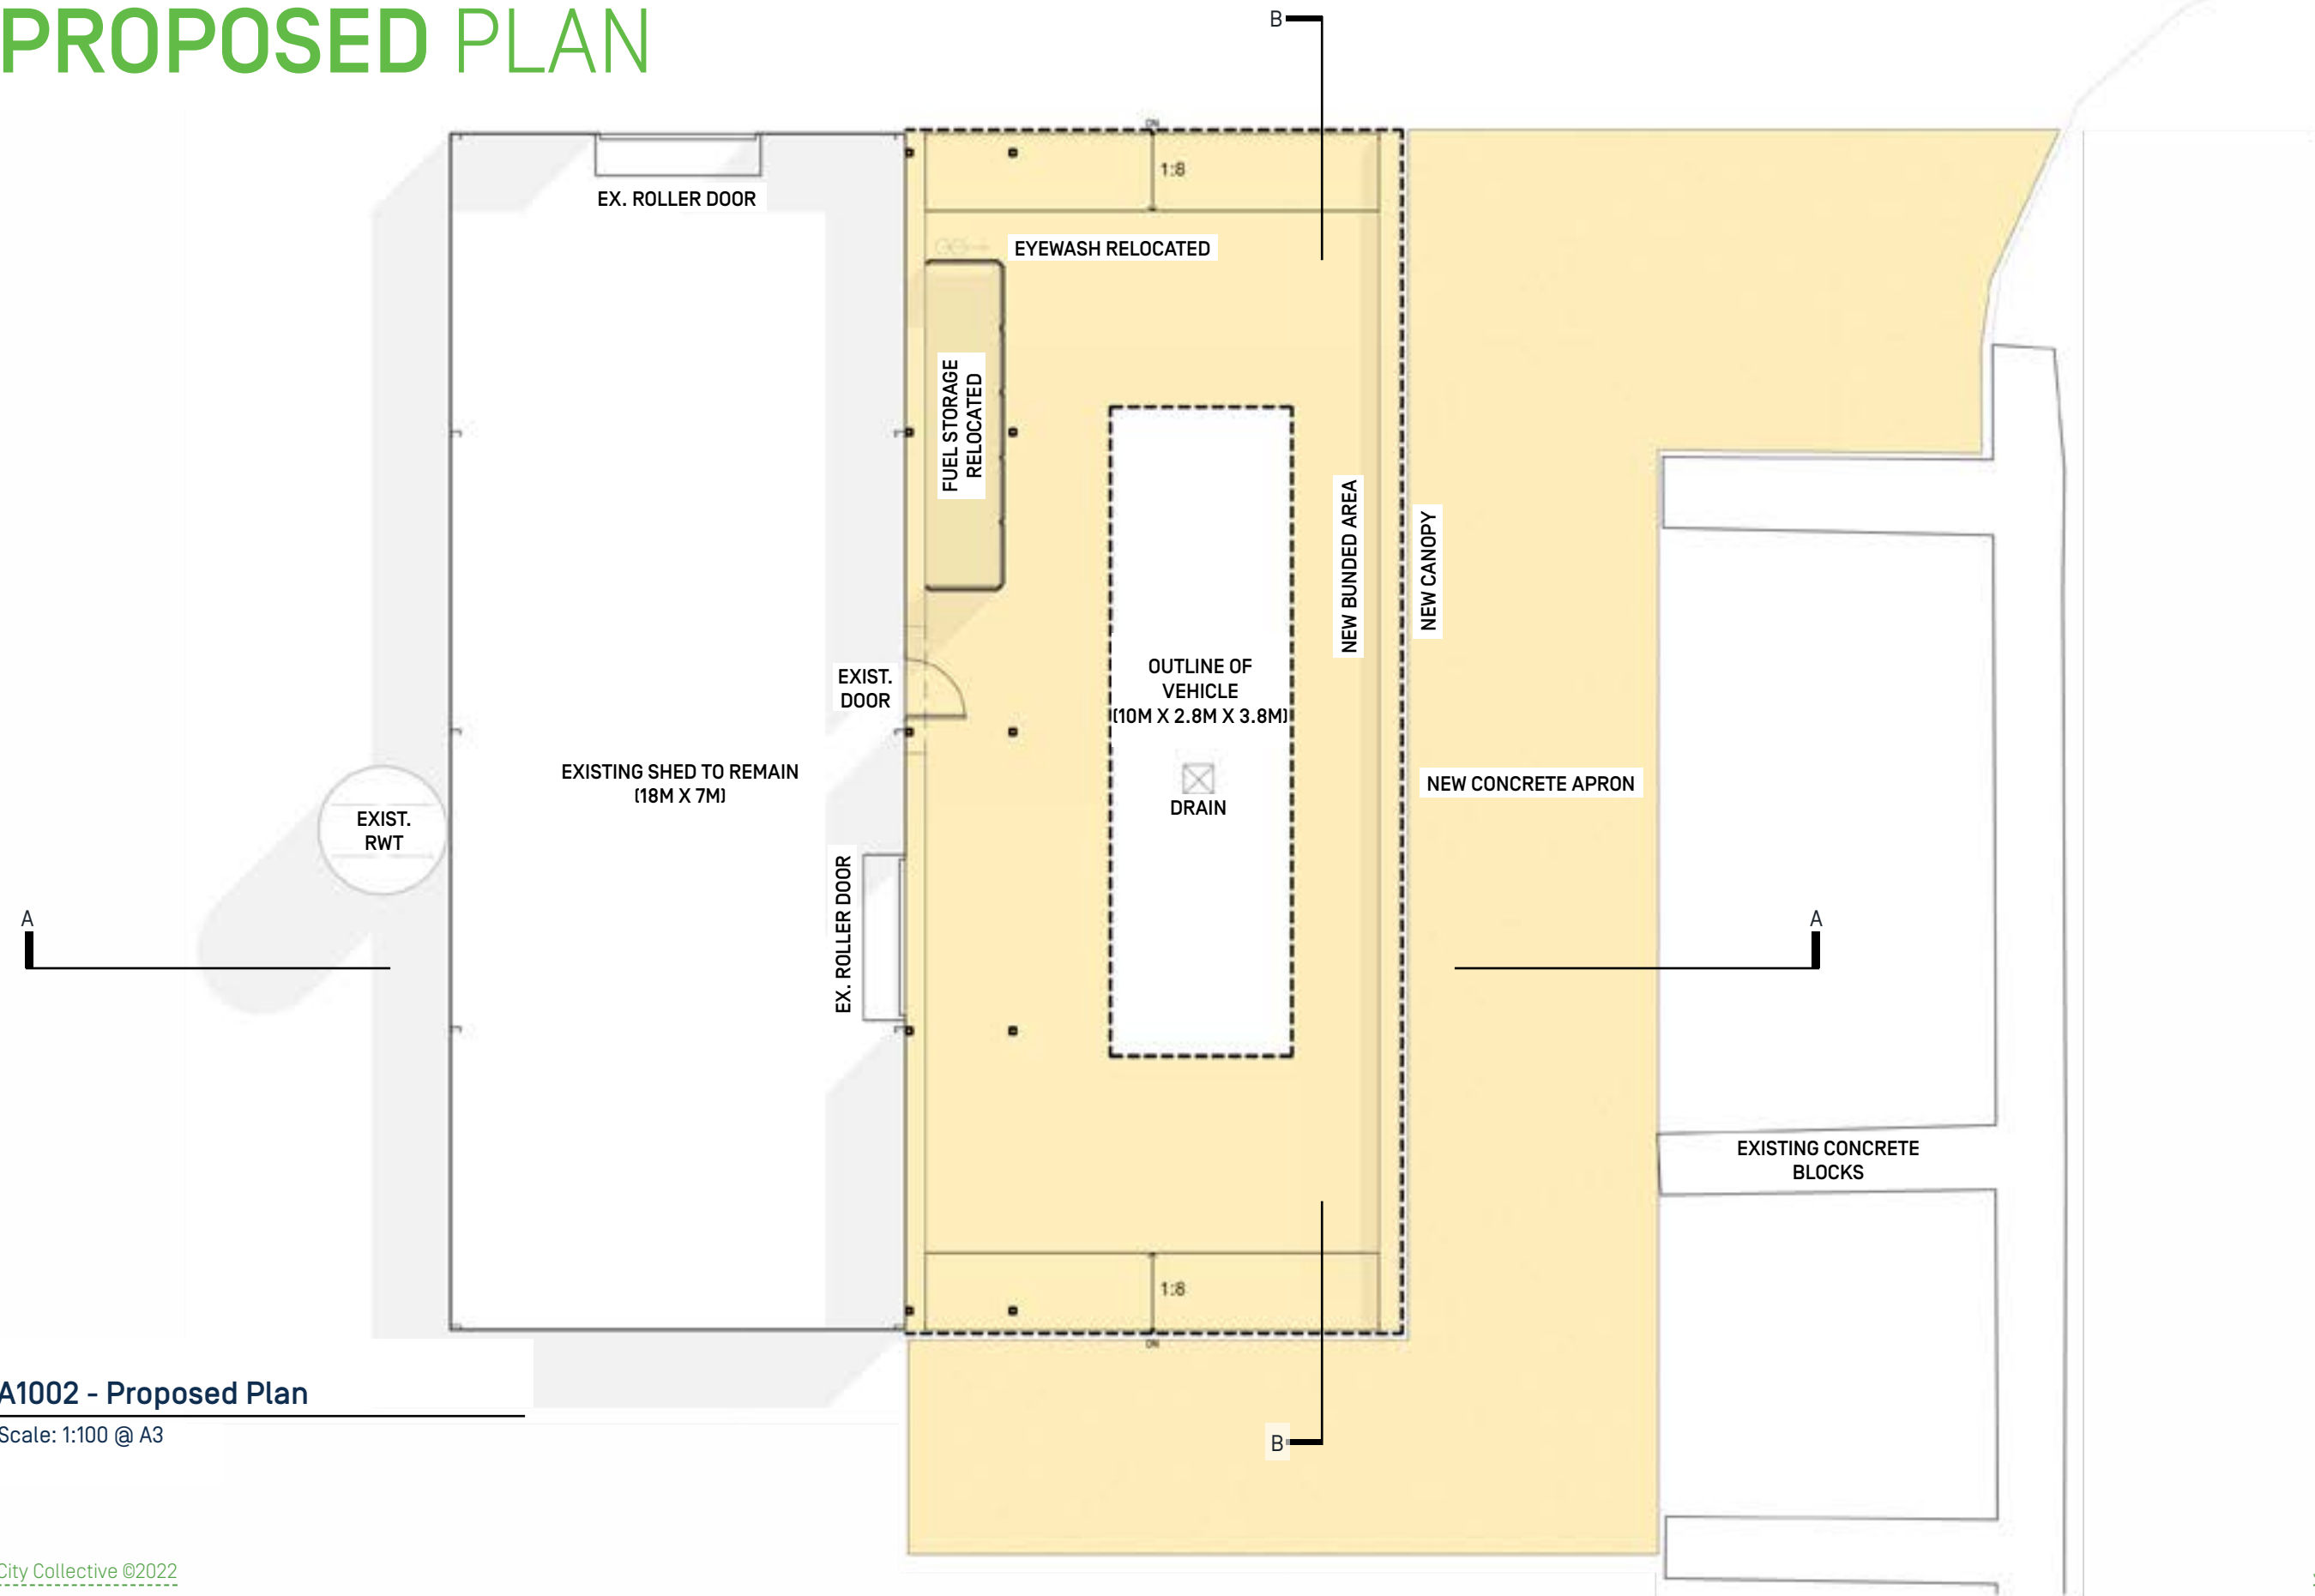 PROPOSED PLAN
B
DN
1:8
EX. ROLLER DOOR
EYEWASH RELOCATED
FUEL STORAGE
RELOCATED
NEW BUNDED AREA
NEW CANOPY
EXIST.
DOOR
OUTLINE OF
VEHICLE
(10M X 2.8M X 3.8M)
EXISTING SHED TO REMAIN
(18M X 7M)
DRAIN
NEW CONCRETE APRON
EXIST.
RWT
EX. ROLLER DOOR
A
A
EXISTING CONCRETE
BLOCKS
1:8
DN
B
A1002 - Proposed Plan
Scale: 1:100 @ A3
City Collective ©2022